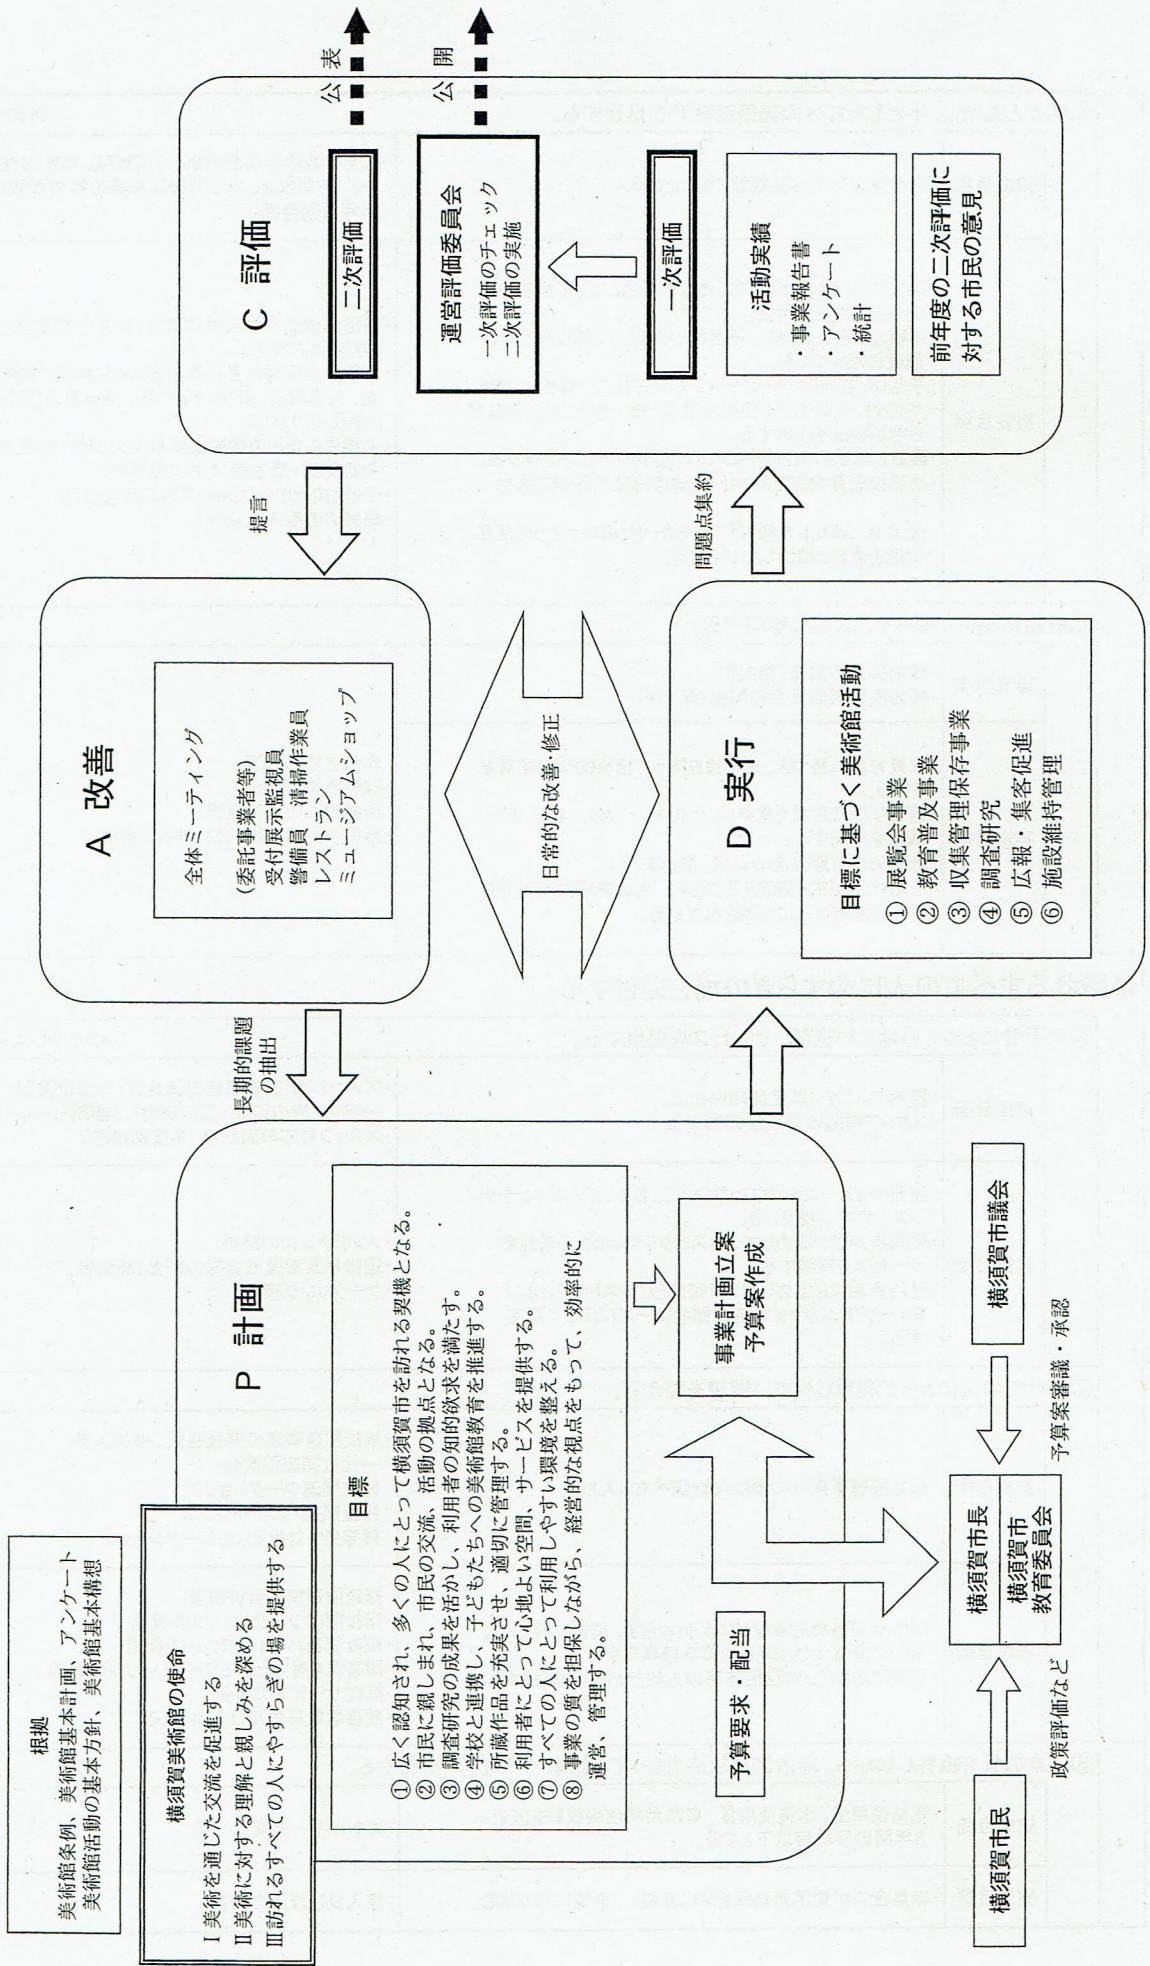 根拠
美術館条例、美術館基本計画、アンケート
美術館活動の基本方針、美術館基本構想
横須賀美術館の使命
Ⅰ 美術を通じた交流を促進する
Ⅱ 美術に対する理解と親しみを深める
Ⅲ 訪れるすべての人にやすらぎの場を提供する
P 計画
目標
① 広く認知され、多くの人にとって横須賀市を訪れる契機となる。
② 市民に親しまれ、市民の交流、活動の拠点となる。
③ 調査研究の成果を活かし、利用者の知的欲求を満たす。
④ 学校と連携し、子どもたちへの美術館教育を推進する。
⑤ 所蔵作品を充実させ、適切に管理する。
⑥ 利用者にとって心地よい空間、サービスを提供する。
⑦ すべての人にとって利用しやすい環境を整える。
⑧ 事業の質を担保しながら、経営的な視点をもって、効率的に
運営、管理する。
事業計画立案
予算案作成
予算要求・配当
横須賀市民
政策評価など
横須賀市長
横須賀市
教育委員会
予算案審議・承認
横須賀市議会
長期的課題
の抽出
A 改善
全体ミーティング
(委託事業者等)
受付展示監視員
警備員 清掃作業員
レストラン
ミュージアムショップ
日常的な改善・修正
D 実行
目標に基づく美術館活動
① 展覧会事業
② 教育普及事業
③ 収集管理保存事業
④ 調査研究
⑤ 広報・集客促進
⑥ 施設維持管理
提言
問題点集約
C 評価
二次評価
公表
運営評価委員会
一次評価のチェック
二次評価の実施
公開
一次評価
活動実績
・事業報告書
・アンケート
・統計
前年度の二次評価に
対する市民の意見